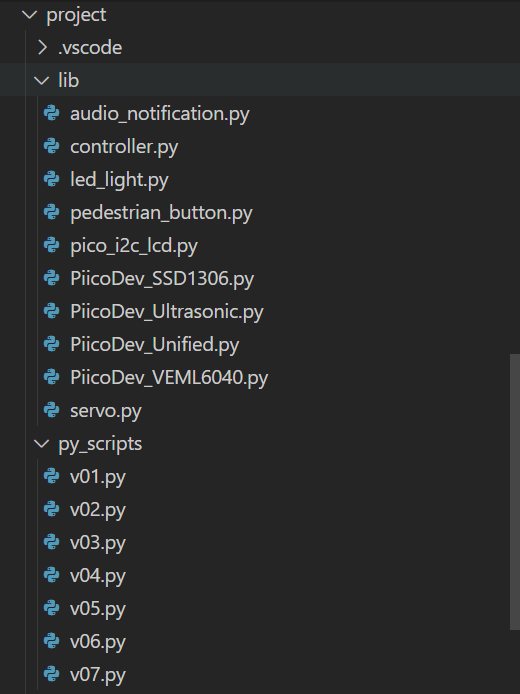 project
.vscode
lib
audio_notification.py
controller.py
led_light.py
pedestrian_button.py
pico_i2c_lcd.py
PiicoDev_SSD1306.py
PiicoDev_Ultrasonic.py
PiicoDev_Unified.py
PiicoDev_VEML6040.py
servo.py
py_scripts
v01.py
v02.py
v03.py
v04.py
v05.py
v06.py
v07.py